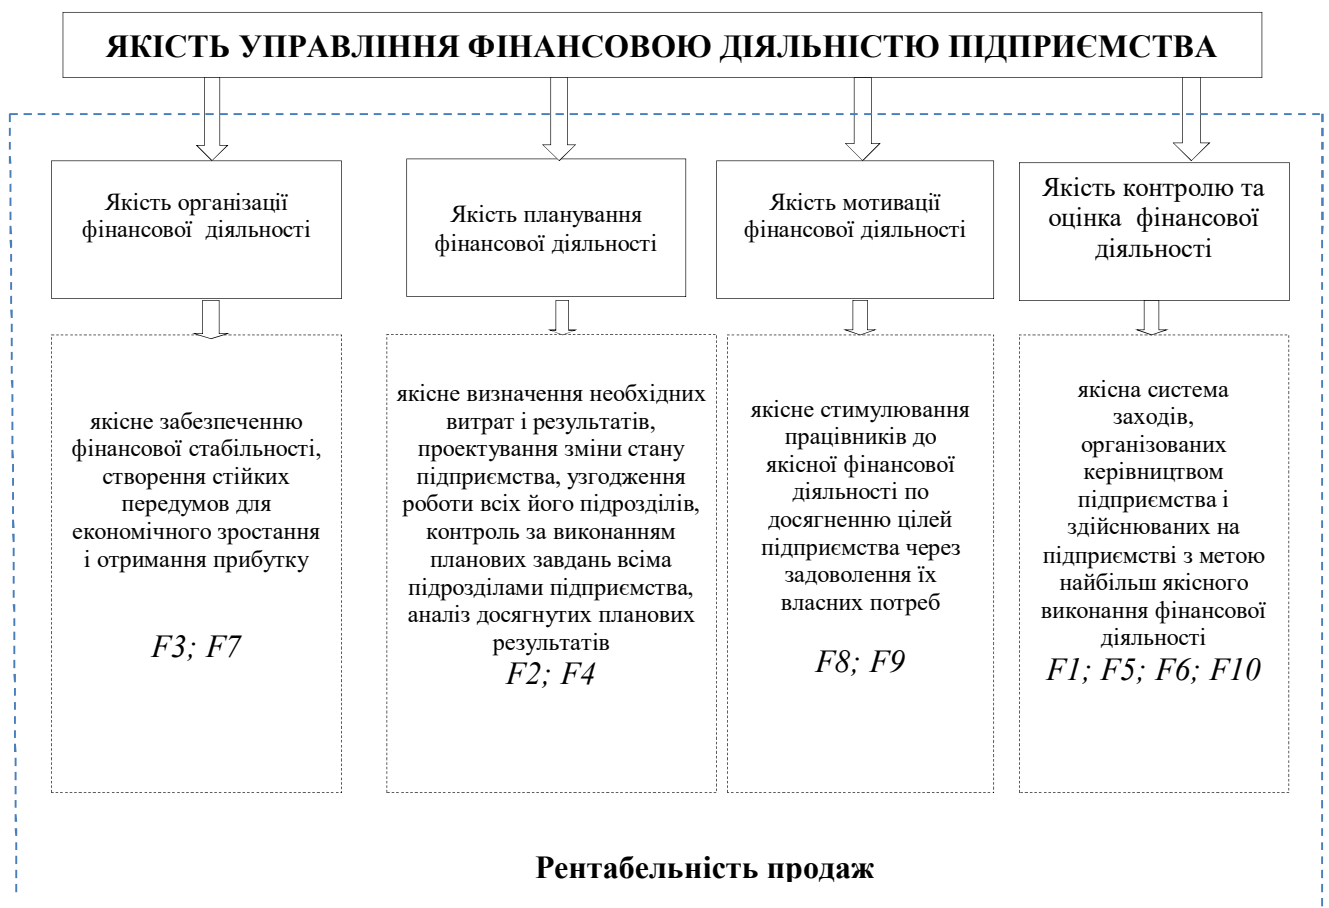 ЯКІСТЬ УПРАВЛІННЯ ФІНАНСОВОЮ ДІЯЛЬНІСТЮ ПІДПРИЄМСТВА
Якість організації
фінансової діяльності
Якість планування
фінансової діяльності
Якість мотивації
фінансової діяльності
Якість контролю та
оцінка фінансової
діяльності
якісне забезпеченню
фінансової стабільності,
створення стійких
передумов для
економічного зростання
і отримання прибутку
F3; F7
якісне визначення необхідних
витрат і результатів,
проектування зміни стану
підприємства, узгодження
роботи всіх його підрозділів,
контроль за виконанням
планових завдань всіма
підрозділами підприємства,
аналіз досягнутих планових
результатів
F2; F4
якісне стимулювання
працівників до
якісної фінансової
діяльності по
досягненню цілей
підприємства через
задоволення їх
власних потреб
F8; F9
якісна система
заходів,
організованих
керівництвом
підприємства і
здійснюваних на
підприємстві з метою
найбільш якісного
виконання фінансової
діяльності
F1; F5; F6; F10
Рентабельність продаж